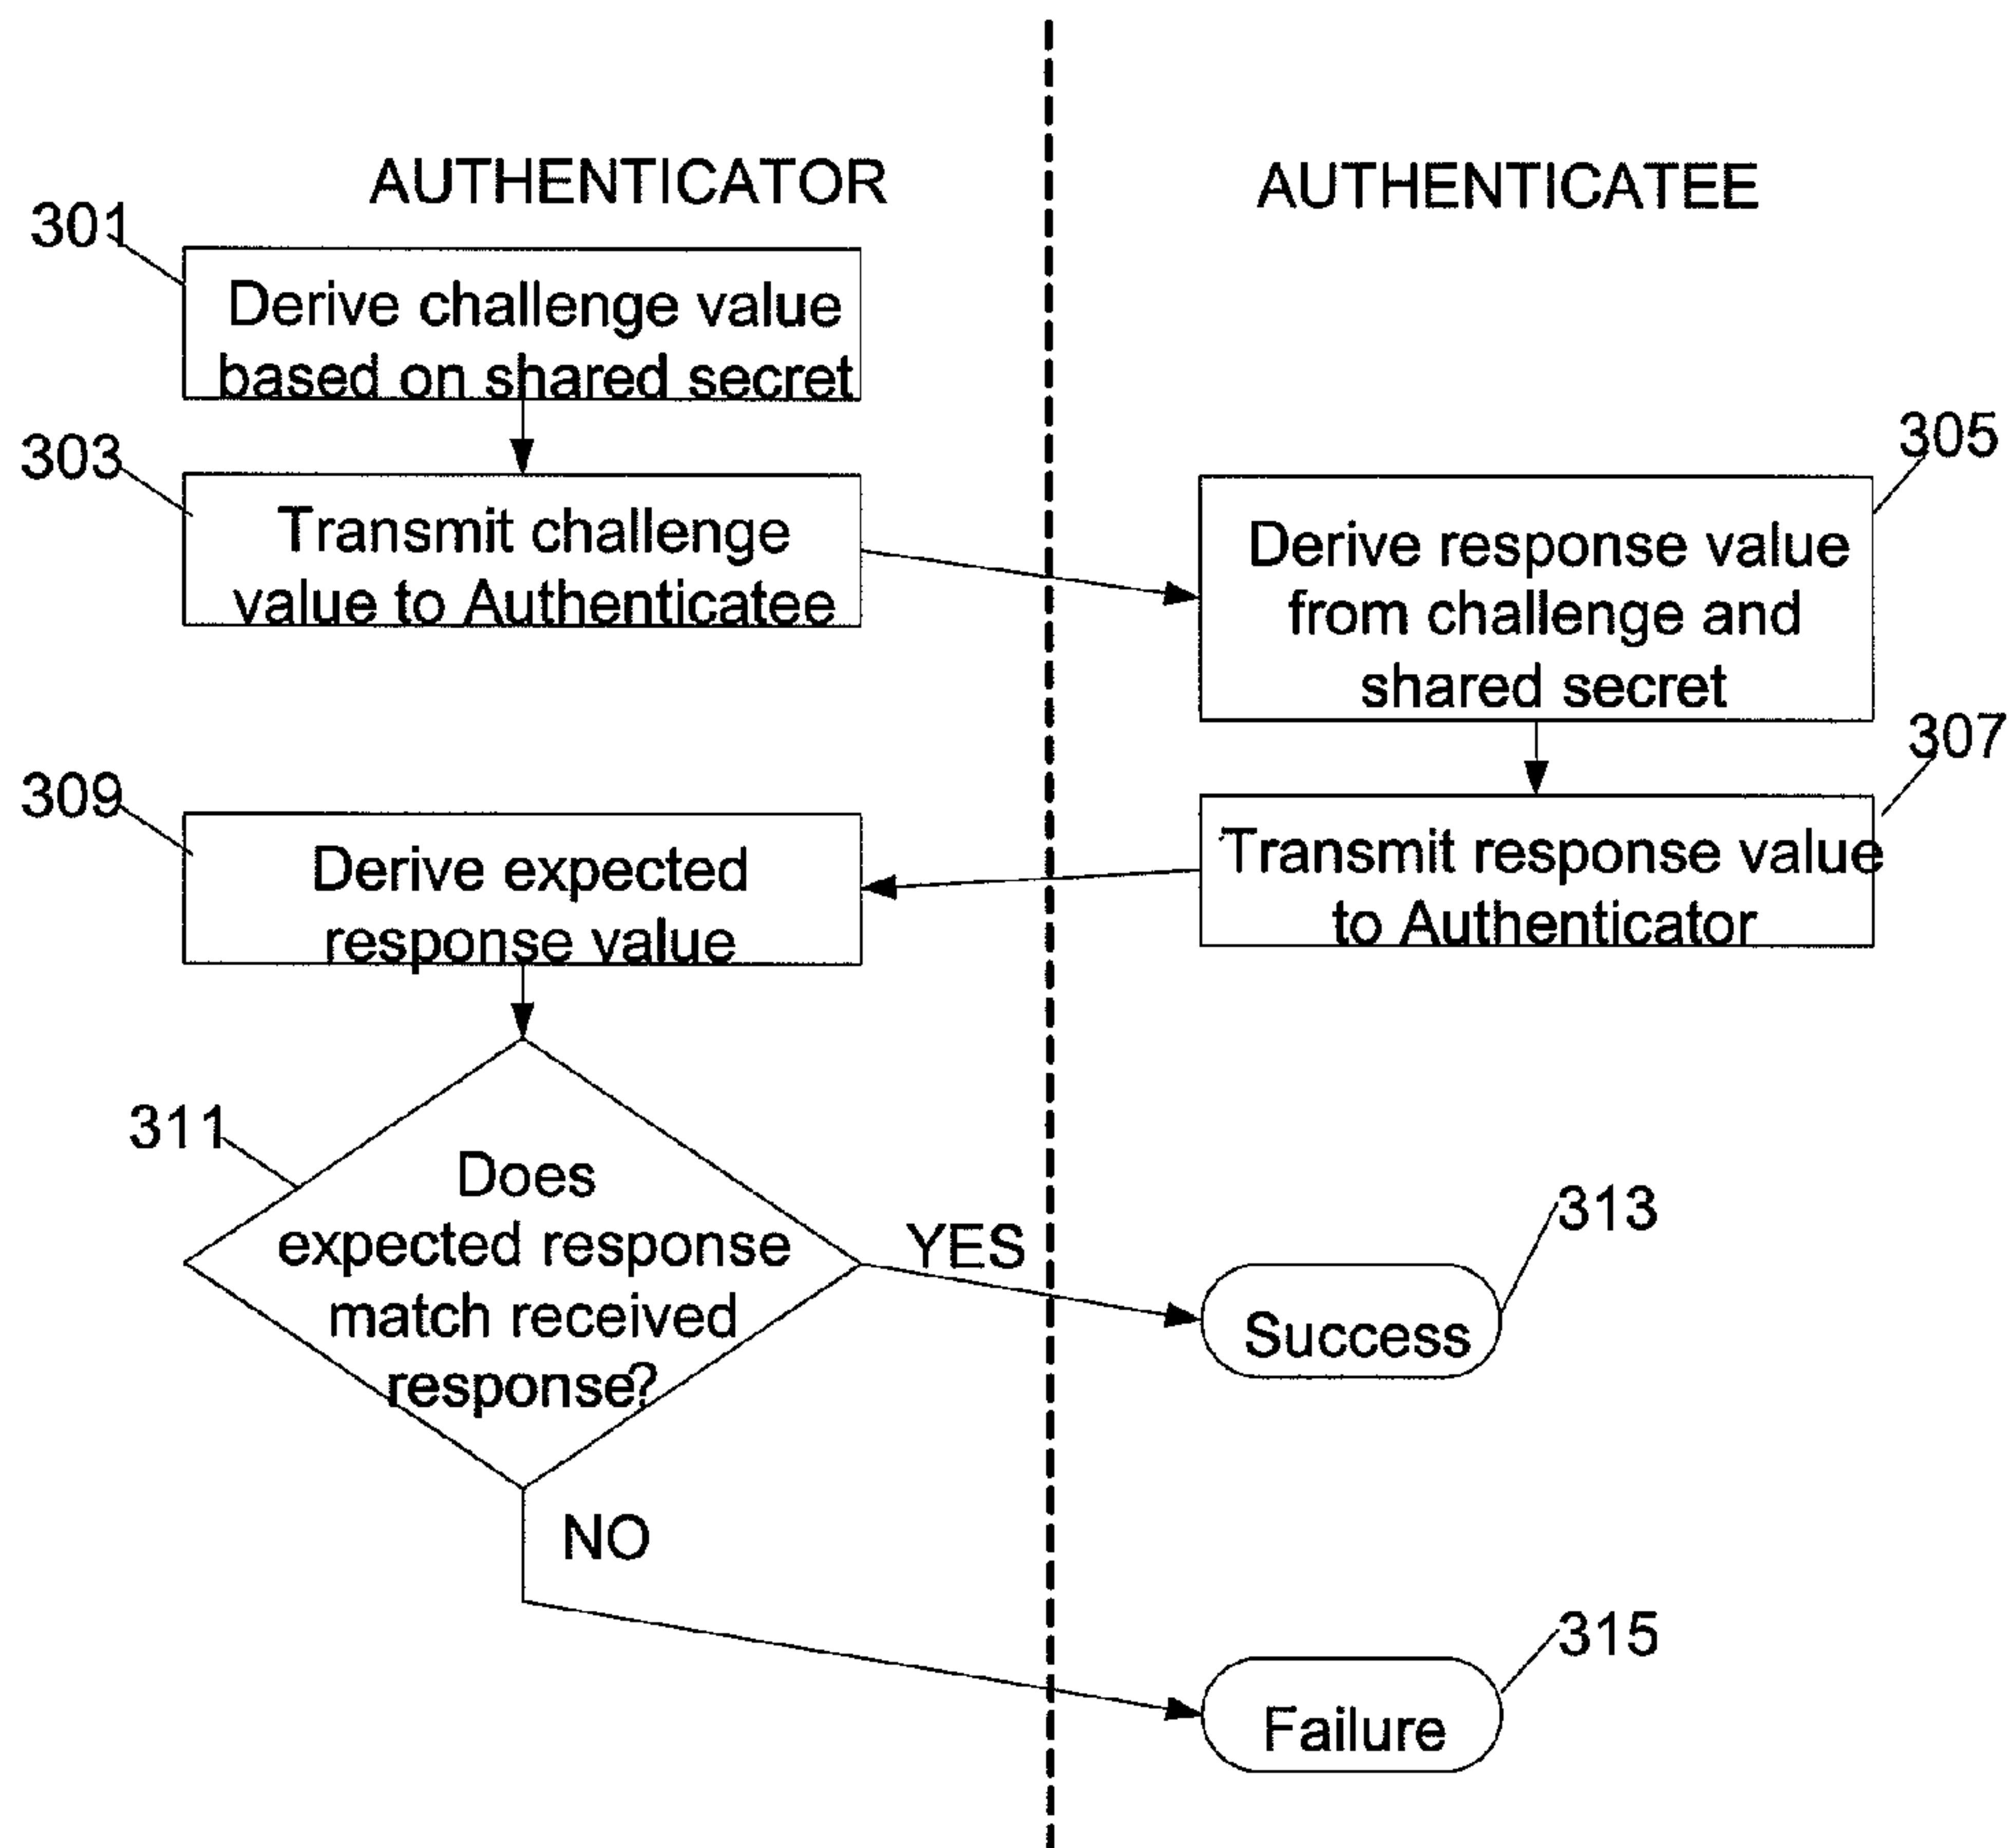 AUTHENTICATOR
AUTHENTICATEE
301
Derive challenge value
based on shared secret
303
Transmit challenge
value to Authenticatee
305
Derive response value
from challenge and
shared secret
307
Transmit response value
to Authenticator
309
Derive expected
response value
311
Does
expected response
match received
response?
YES
313
Success
NO
315
Failure